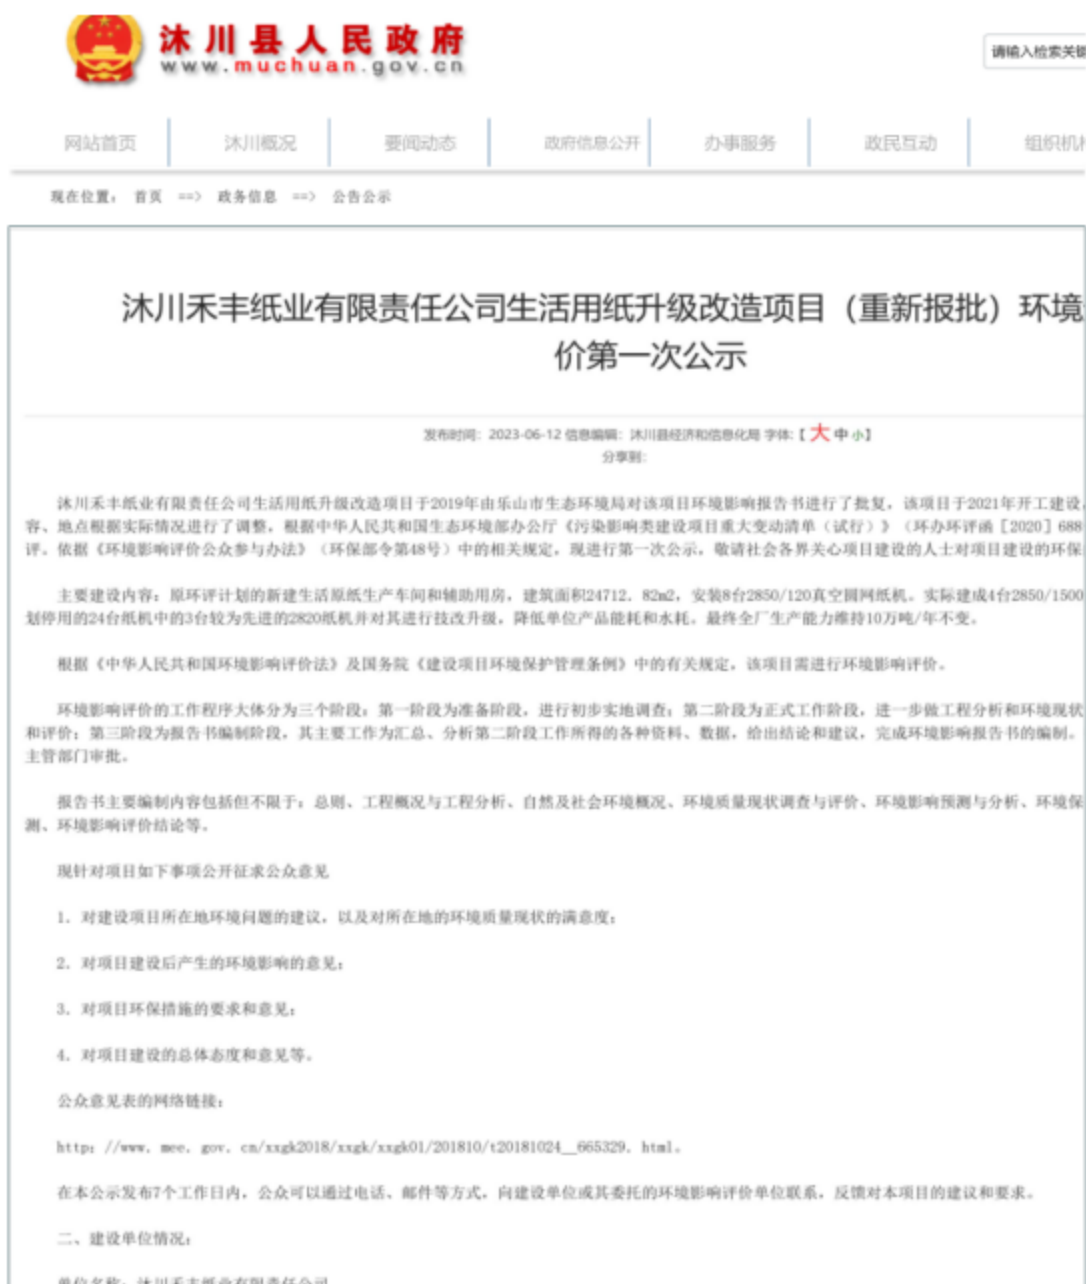 沐川县人民政府
www.muchuan.gov.cn
请输入检索关键
网站首页 沐川概况 要闻动态 政府信息公开 办事服务 政民互动 组织机
现在位置： 首页 ==> 政务信息 ==> 公告公示
沐川禾丰纸业有限责任公司生活用纸升级改造项目（重新报批）环境
价第一次公示
发布时间：2023-06-12 信息编辑：沐川县经济和信息化局 字体:【 大 中 小】
分享到:
沐川禾丰纸业有限责任公司生活用纸升级改造项目于2019年由乐山市生态环境局对该项目环境影响报告书进行了批复，该项目于2021年开工建设
容、地点根据实际情况进行了调整，根据中华人民共和国生态环境部办公厅《污染影响类建设项目重大变动清单（试行）》（环办环评函［2020］688
评。依据《环境影响评价公众参与办法》（环保部令第48号）中的相关规定，现进行第一次公示，敬请社会各界关心项目建设的人士对项目建设的环保
主要建设内容：原环评计划的新建生活原纸生产车间和辅助用房，建筑面积24712．82m2，安装8台2850/120真空圆网纸机。实际建成4台2850/1500
划停用的24台纸机中的3台较为先进的2820纸机并对其进行技改升级，降低单位产品能耗和水耗。最终全厂生产能力维持10万吨/年不变。
根据《中华人民共和国环境影响评价法》及国务院《建设项目环境保护管理条例》中的有关规定，该项目需进行环境影响评价。
环境影响评价的工作程序大体分为三个阶段：第一阶段为准备阶段，进行初步实地调查；第二阶段为正式工作阶段，进一步做工程分析和环境现状
和评价；第三阶段为报告书编制阶段，其主要工作为汇总、分析第二阶段工作所得的各种资料、数据，给出结论和建议，完成环境影响报告书的编制。
主管部门审批。
报告书主要编制内容包括但不限于：总则、工程概况与工程分析、自然及社会环境概况、环境质量现状调查与评价、环境影响预测与分析、环境保
测、环境影响评价结论等。
现针对项目如下事项公开征求公众意见
1．对建设项目所在地环境问题的建议，以及对所在地的环境质量现状的满意度；
2．对项目建设后产生的环境影响的意见；
3．对项目环保措施的要求和意见；
4．对项目建设的总体态度和意见等。
公众意见表的网络链接：
http：//www．mee．gov．cn/xxgk2018/xxgk/xxgk01/201810/t20181024__665329．html。
在本公示发布7个工作日内，公众可以通过电话、邮件等方式，向建设单位或其委托的环境影响评价单位联系，反馈对本项目的建议和要求。
二、建设单位情况：
单位名称：沐川禾丰纸业有限责任公司